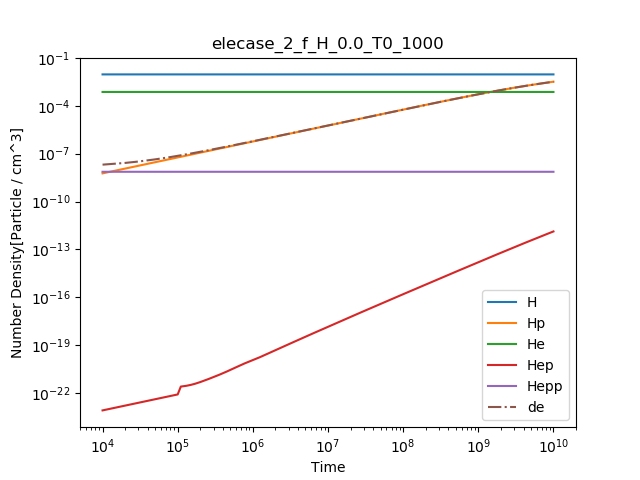 elecase_2_f_H_0.0_T0_1000
Number Density[Particle / cm^3]
10^{-1}
10^{-4}
10^{-7}
10^{-10}
10^{-13}
10^{-16}
10^{-19}
10^{-22}
H
Hp
He
Hep
Hepp
de
10^4 10^5 10^6 10^7 10^8 10^9 10^{10}
Time